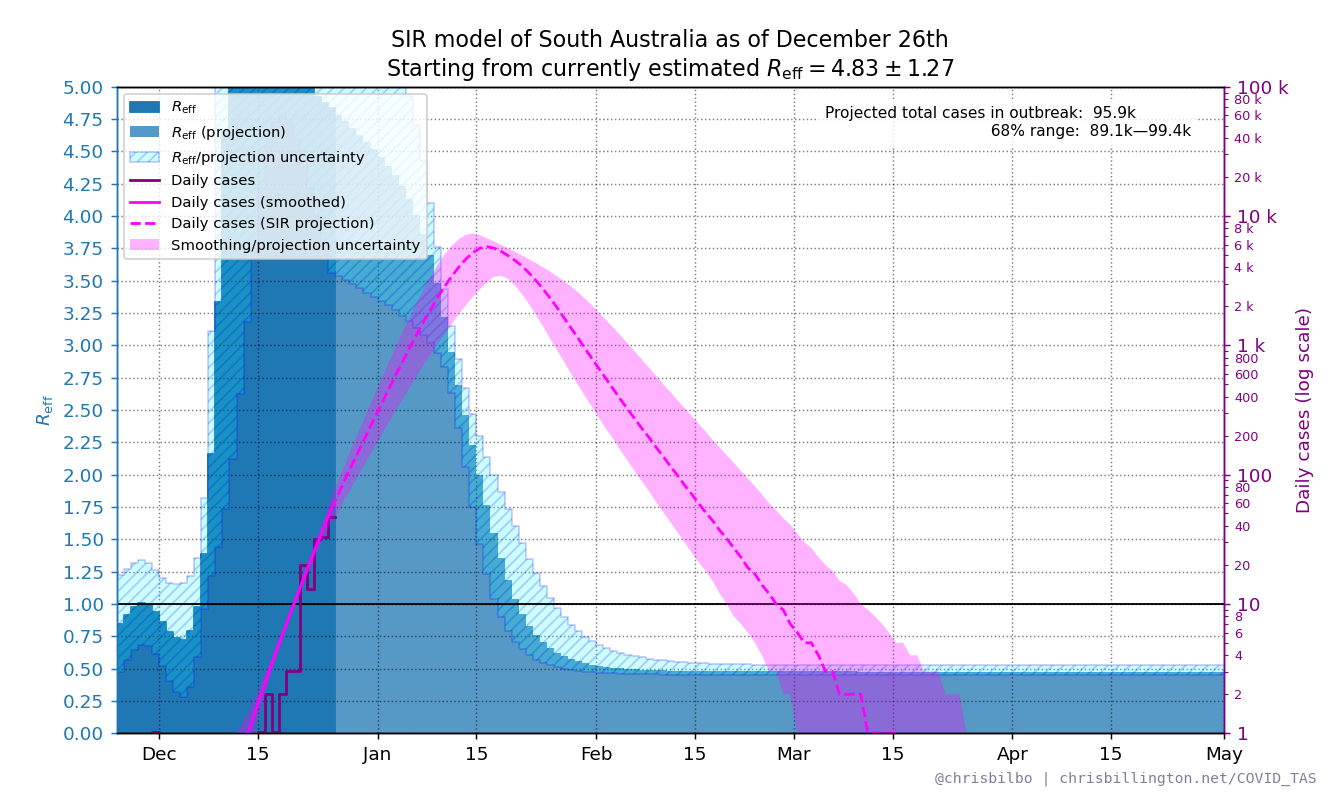 SIR model of South Australia as of December 26th
Starting from currently estimated R_eff = 4.83 ± 1.27
Projected total cases in outbreak: 95.9k
68% range: 89.1k—99.4k
R_eff
R_eff (projection)
R_eff/projection uncertainty
Daily cases
Daily cases (smoothed)
Daily cases (SIR projection)
Smoothing/projection uncertainty
R_eff
5.00
4.75
4.50
4.25
4.00
3.75
3.50
3.25
3.00
2.75
2.50
2.25
2.00
1.75
1.50
1.25
1.00
0.75
0.50
0.25
0.00
100 k
80 k
60 k
40 k
20 k
10 k
8 k
6 k
4 k
2 k
1 k
800
600
400
200
100
80
60
40
20
10
8
6
4
2
1
Daily cases (log scale)
Dec 15 Jan 15 Feb 15 Mar 15 Apr 15 May
@chrisbilbo | chrisbillington.net/COVID_TAS